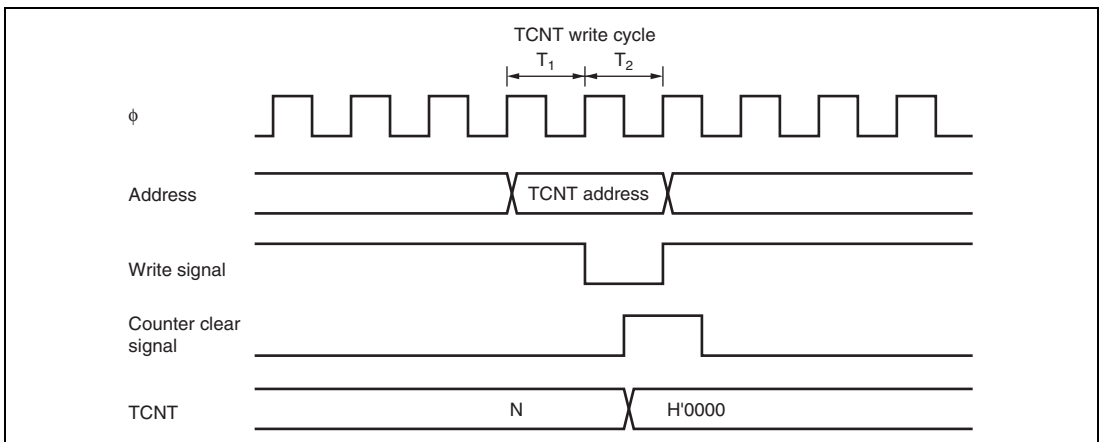 TCNT write cycle
T₁ T₂
ϕ
Address TCNT address
Write signal
Counter clear
signal
TCNT N H'0000